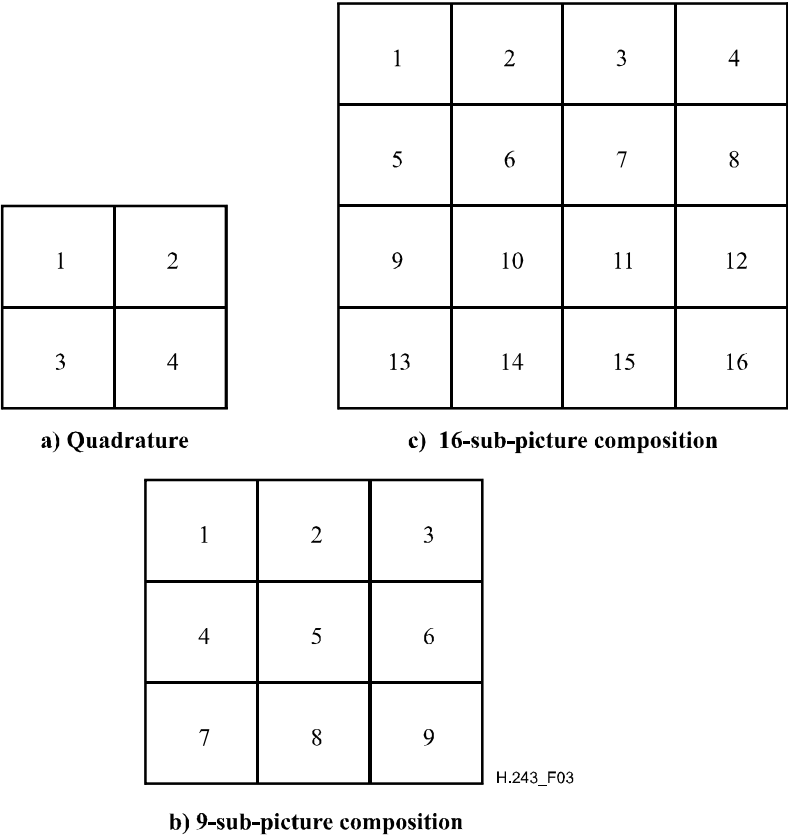 1 2 3 4
5 6 7 8
9 10 11 12
13 14 15 16
1 2
3 4
a) Quadrature
c) 16-sub-picture composition
1 2 3
4 5 6
7 8 9
H.243_F03
b) 9-sub-picture composition